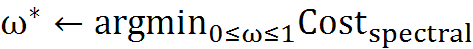 ω* ← argmin₀≤ω≤₁Costₛₚₑcₜᵣₐₗ